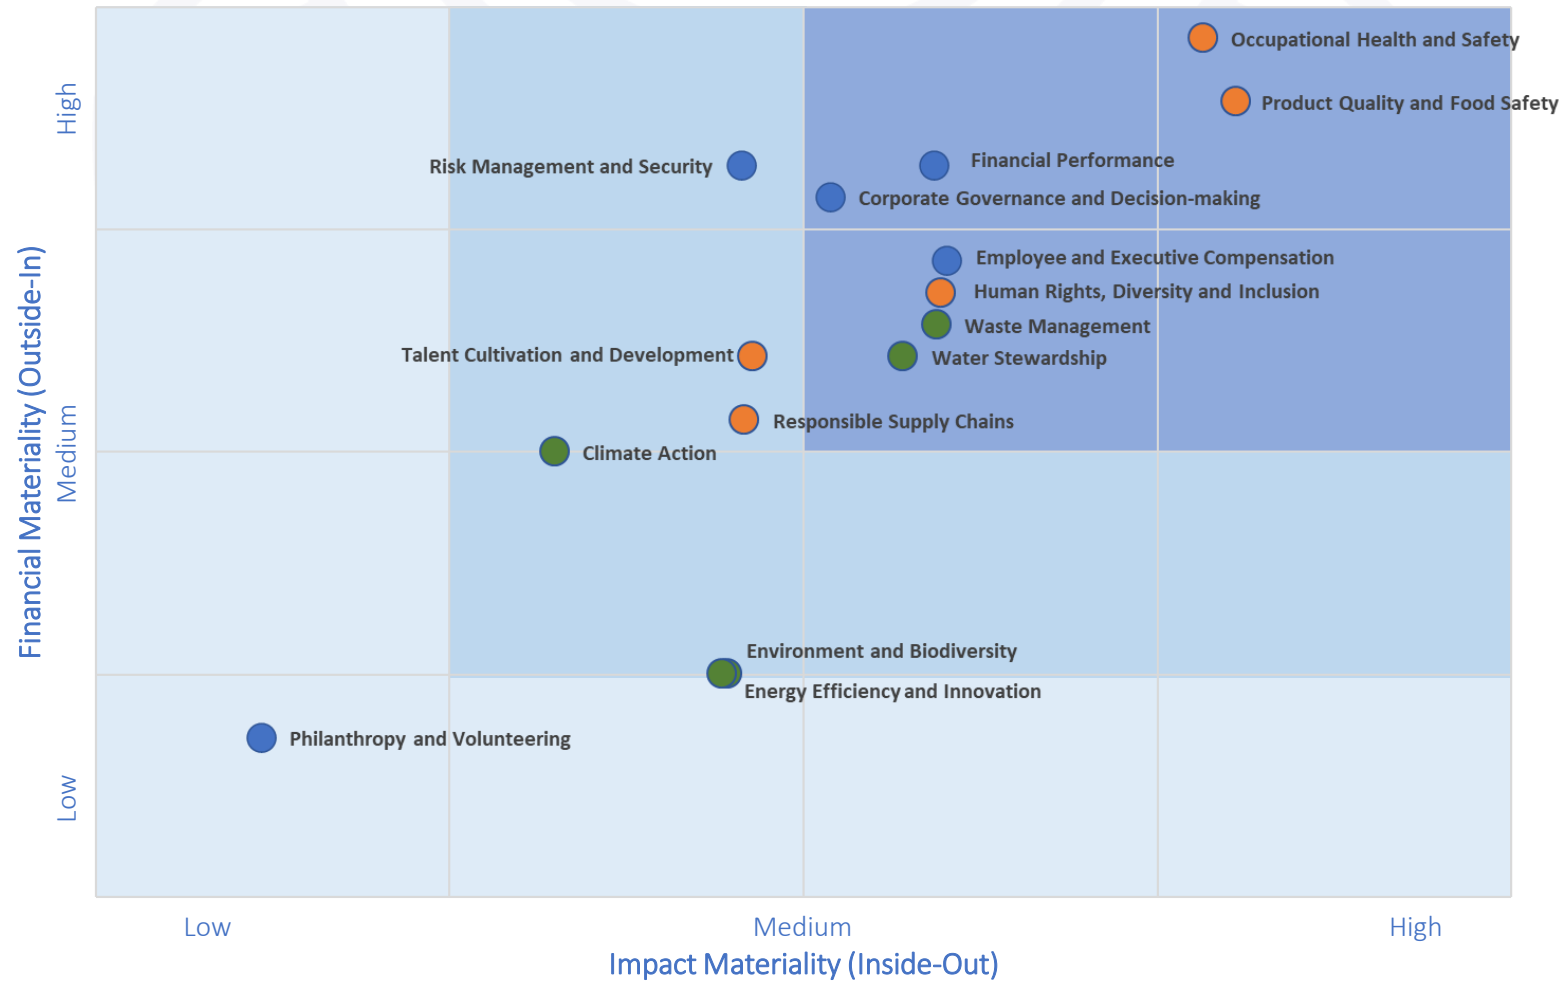 High
Medium
Low
Financial Materiality (Outside-In)
Occupational Health and Safety
Product Quality and Food Safety
Financial Performance
Risk Management and Security
Corporate Governance and Decision-making
Employee and Executive Compensation
Human Rights, Diversity and Inclusion
Waste Management
Talent Cultivation and Development
Water Stewardship
Responsible Supply Chains
Climate Action
Environment and Biodiversity
Energy Efficiency and Innovation
Philanthropy and Volunteering
Low
Medium
High
Impact Materiality (Inside-Out)